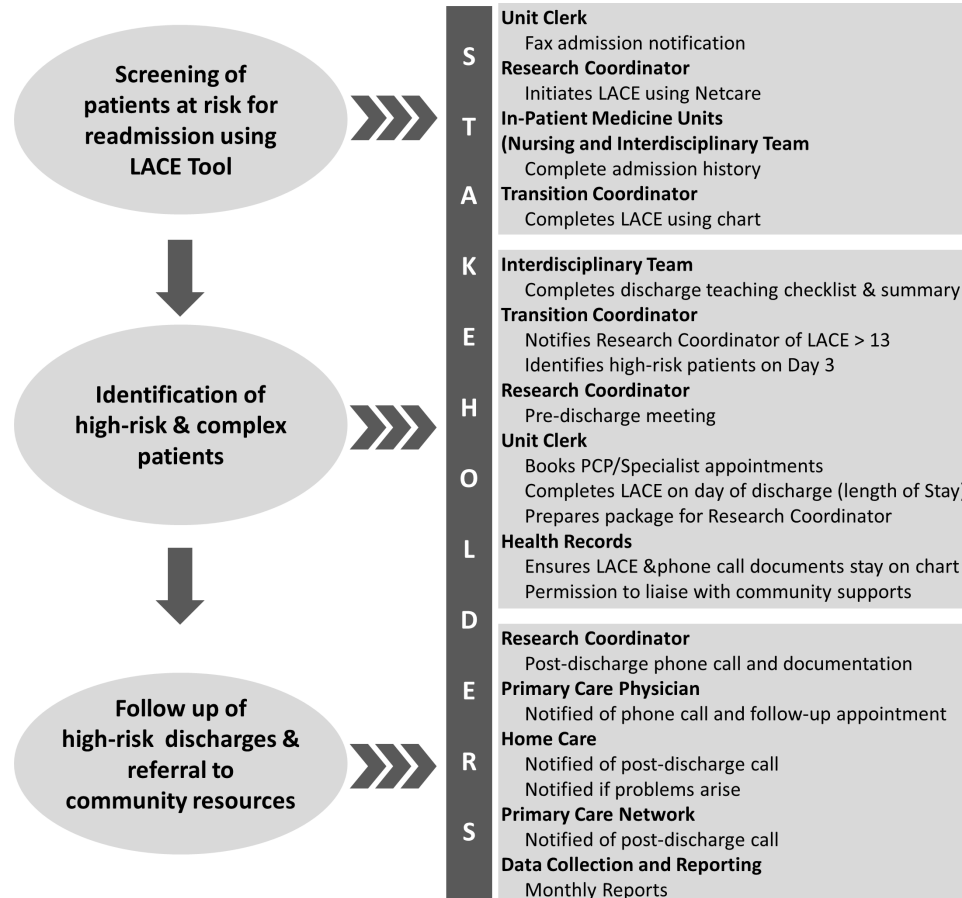 Screening of
patients at risk for
readmission using
LACE Tool
Identification of
high-risk & complex
patients
Follow up of
high-risk discharges &
referral to
community resources
S
T
A
K
E
H
O
L
D
E
R
S
Unit Clerk
Fax admission notification
Research Coordinator
Initiates LACE using Netcare
In-Patient Medicine Units
(Nursing and Interdisciplinary Team
Complete admission history
Transition Coordinator
Completes LACE using chart
Interdisciplinary Team
Completes discharge teaching checklist & summary
Transition Coordinator
Notifies Research Coordinator of LACE > 13
Identifies high-risk patients on Day 3
Research Coordinator
Pre-discharge meeting
Unit Clerk
Books PCP/Specialist appointments
Completes LACE on day of discharge (length of Stay)
Prepares package for Research Coordinator
Health Records
Ensures LACE &phone call documents stay on chart
Permission to liaise with community supports
Research Coordinator
Post-discharge phone call and documentation
Primary Care Physician
Notified of phone call and follow-up appointment
Home Care
Notified of post-discharge call
Notified if problems arise
Primary Care Network
Notified of post-discharge call
Data Collection and Reporting
Monthly Reports